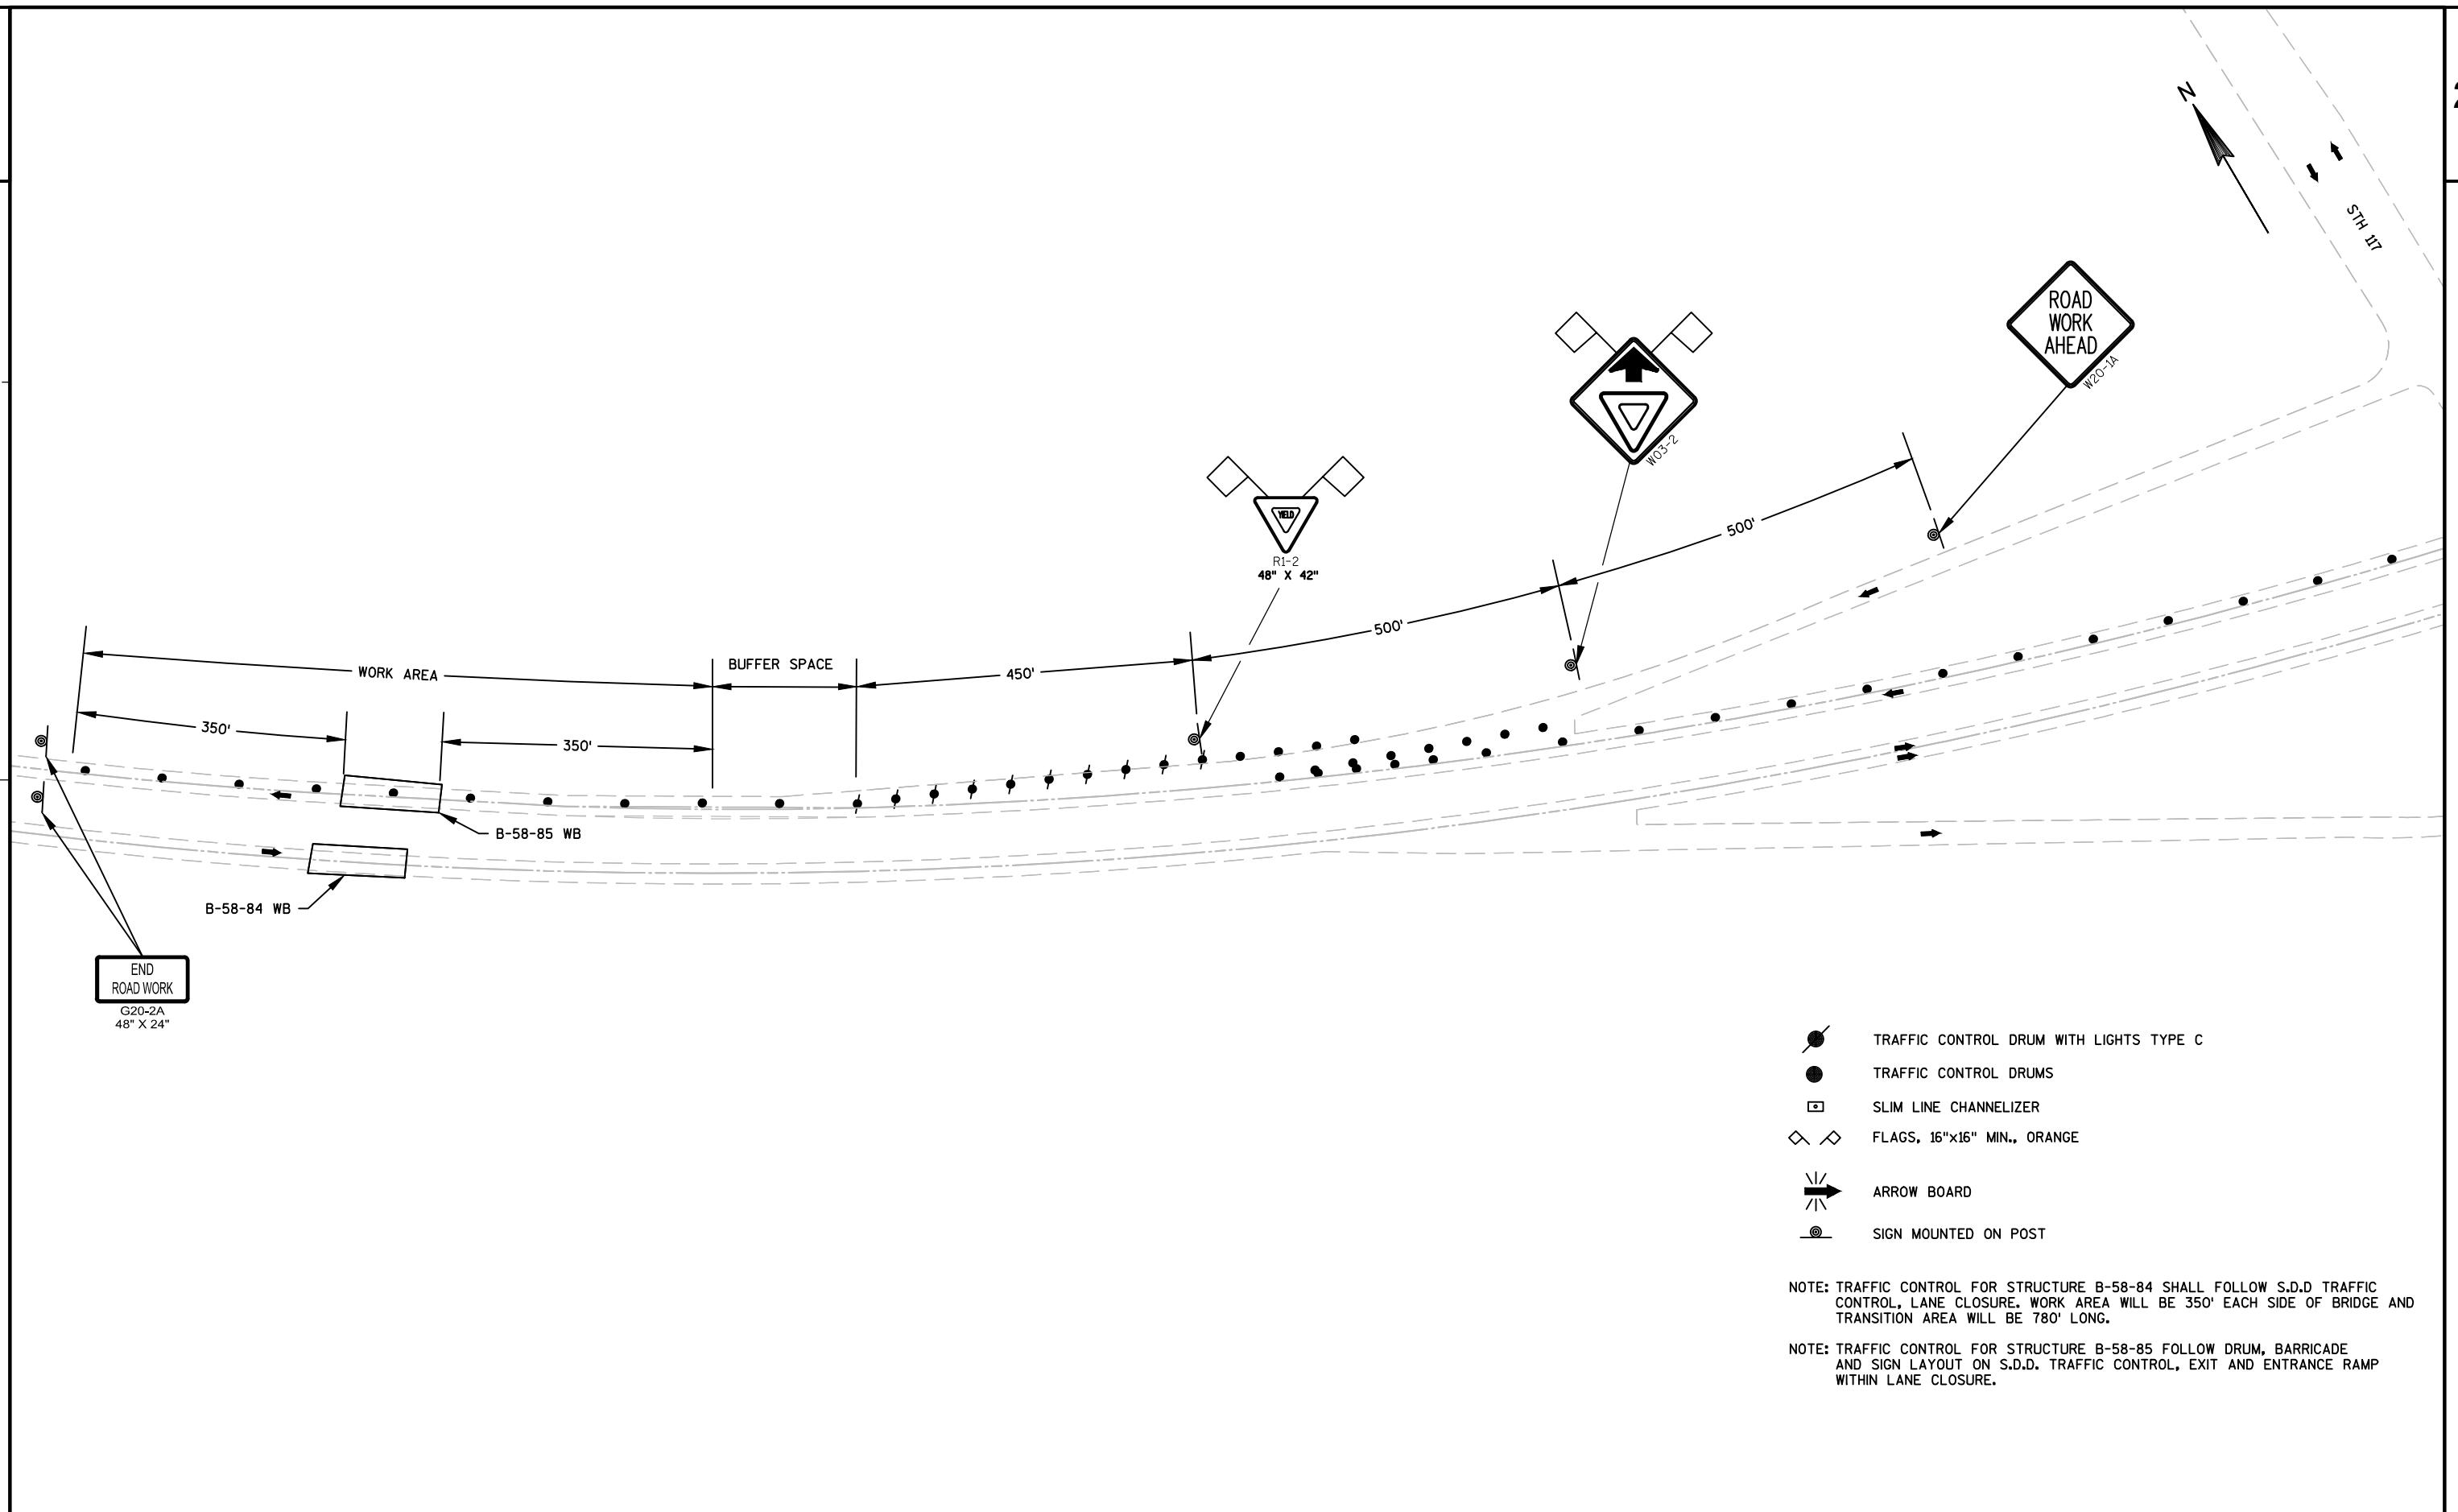 2
N
STH 117
ROAD
WORK
AHEAD
W20-1A
W03-2
YIELD
R1-2
48" X 42"
500'
500'
450'
BUFFER SPACE
WORK AREA
350'
350'
B-58-85 WB
B-58-84 WB
END
ROAD WORK
G20-2A
48" X 24"
TRAFFIC CONTROL DRUM WITH LIGHTS TYPE C
TRAFFIC CONTROL DRUMS
SLIM LINE CHANNELIZER
FLAGS, 16"x16" MIN., ORANGE
ARROW BOARD
SIGN MOUNTED ON POST
NOTE: TRAFFIC CONTROL FOR STRUCTURE B-58-84 SHALL FOLLOW S.D.D TRAFFIC
CONTROL, LANE CLOSURE. WORK AREA WILL BE 350' EACH SIDE OF BRIDGE AND
TRANSITION AREA WILL BE 780' LONG.
NOTE: TRAFFIC CONTROL FOR STRUCTURE B-58-85 FOLLOW DRUM, BARRICADE
AND SIGN LAYOUT ON S.D.D. TRAFFIC CONTROL, EXIT AND ENTRANCE RAMP
WITHIN LANE CLOSURE.